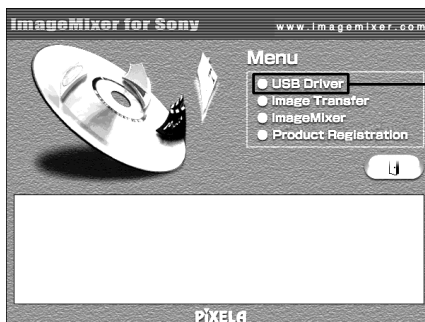 ImageMixer for Sony
www.imagemixer.com
Menu
USB Driver
Image Transfer
ImageMixer
Product Registration
PIXELA